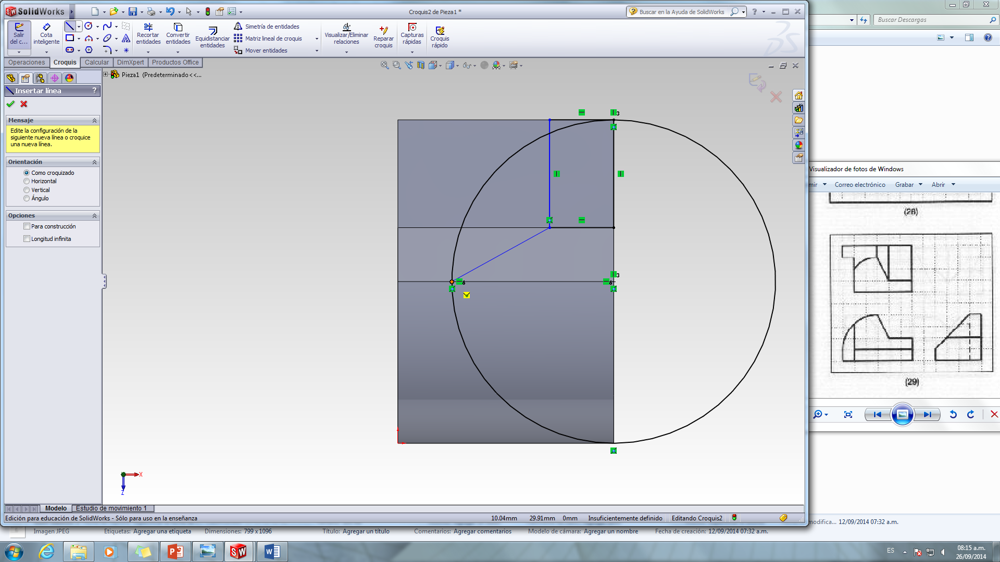 SolidWorks
Croquis2 de Pieza1 *
Buscar en la Ayuda de SolidWorks
Buscar Descargas
Salir del c...
Cota inteligente
Recortar entidades
Convertir entidades
Equidistanciar entidades
Simetría de entidades
Matriz lineal de croquis
Mover entidades
Visualizar/Eliminar relaciones
Reparar croquis
Capturas rápidas
Croquis rápido
Operaciones
Croquis
Calcular
DimXpert
Productos Office
Pieza1 (Predeterminado<<...
Insertar línea
?
Mensaje
Edite la configuración de la
siguiente nueva línea o croquice
una nueva línea.
Orientación
Como croquizado
Horizontal
Vertical
Ángulo
Opciones
Para construcción
Longitud infinita
3
3
6
X
Z
Visualizador de fotos de Windows
mir
Correo electrónico
Grabar
Abrir
(28)
(29)
Modelo
Estudio de movimiento 1
Edición para educación de SolidWorks - Sólo para uso en la enseñanza
10.04mm
29.91mm
0mm
Insuficientemente definido
Editando Croquis2
modifica... 12/09/2014 07:32 a.m.
Imagen JPEG
Etiquetas: Agregar una etiqueta
Dimensiones: 799 x 1096
Título: Agregar un título
Comentarios: Agregar comentarios
Modelo de cámara: Agregar un nombre
Fecha de creación: 12/09/2014 07:32 a.m.
ES
08:15 a.m.
26/09/2014